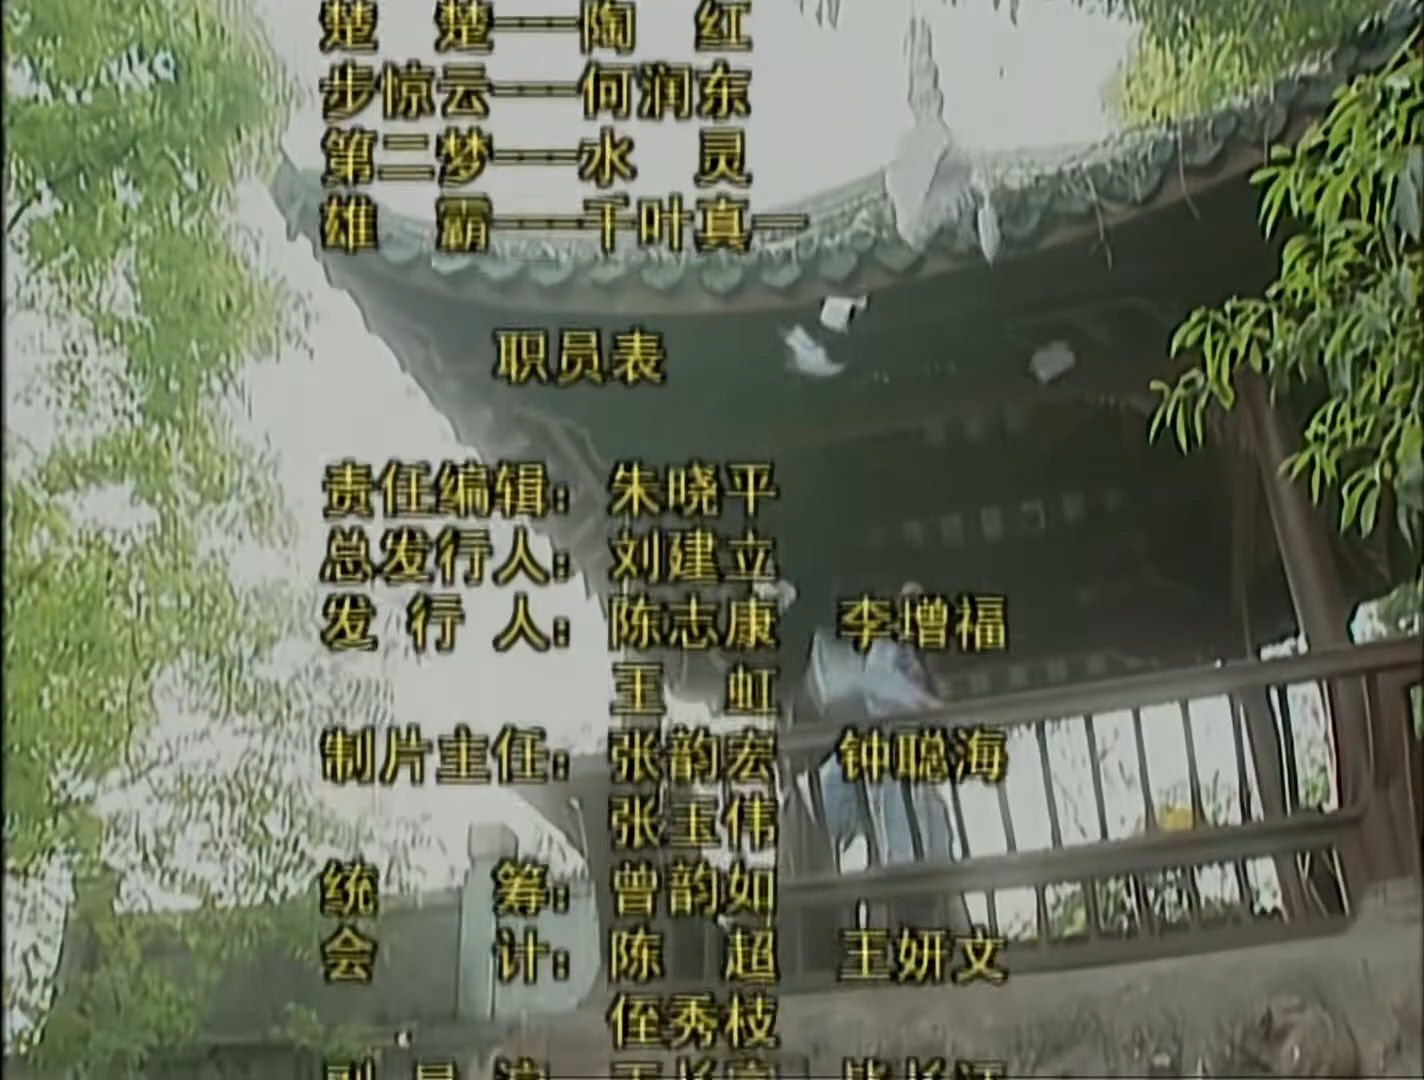 楚 楚——陶 红
步惊云——何润东
第二梦——水 灵
雄 霸——千叶真一
职员表
责任编辑：朱晓平
总发行人：刘建立
发 行 人：陈志康 李增福
王 虹
制片主任：张韵宏 钟聪海
张玉伟
统 筹：曾韵如
会 计：陈 超 王妍文
侄秀枝